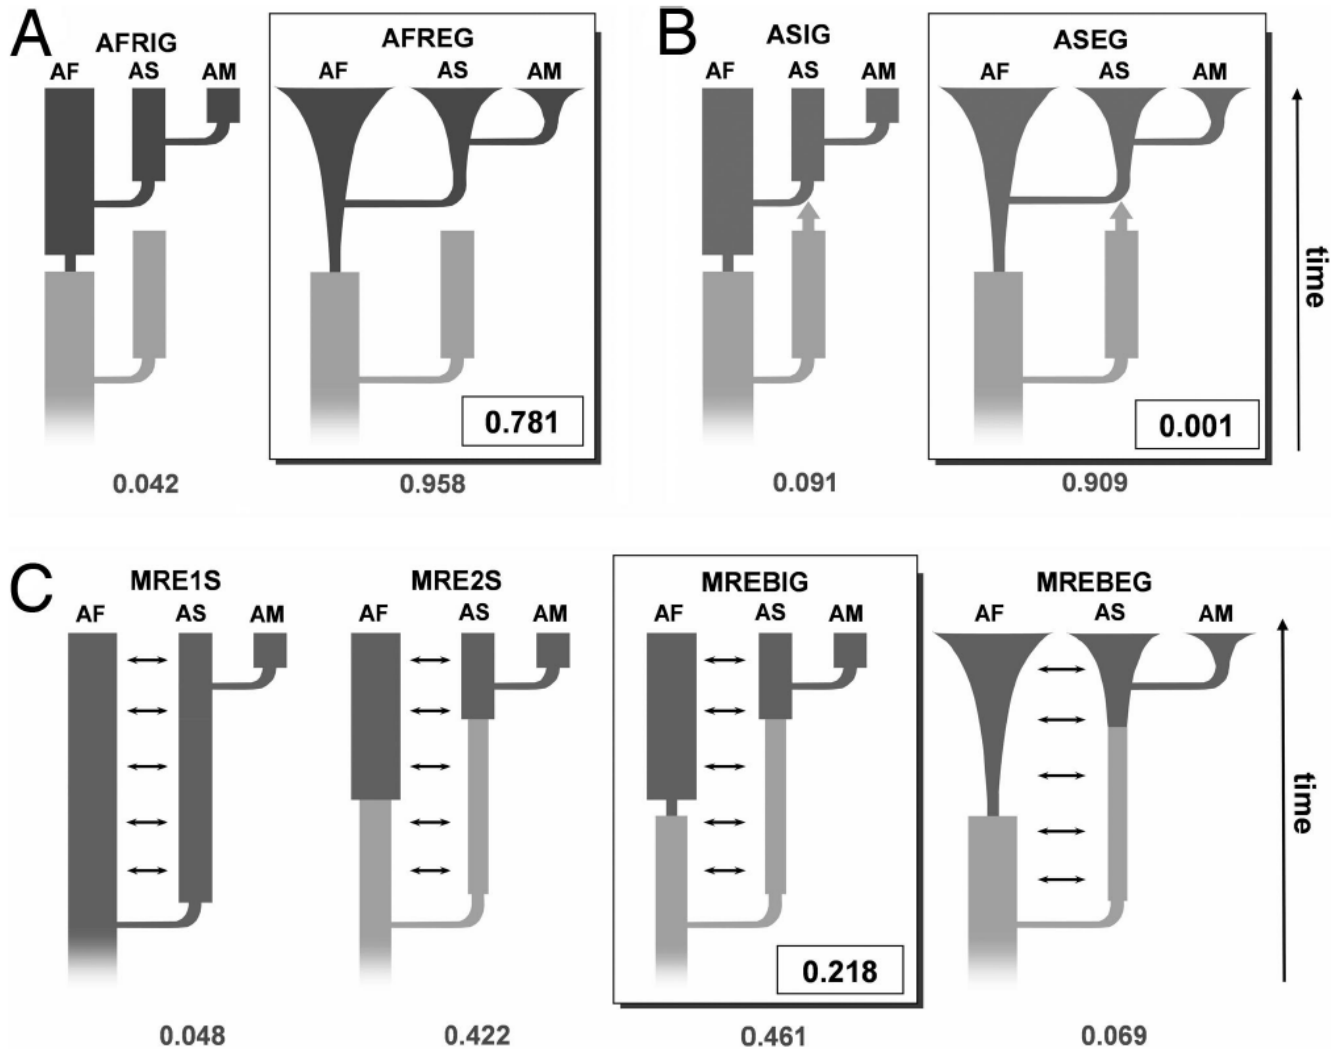 A
AFRIG
AF AS AM
AFREG
AF AS AM
0.781
0.042
0.958
B
ASIG
AF AS AM
ASEG
AF AS AM
0.001
0.091
0.909
time
C
MRE1S
AF AS AM
MRE2S
AF AS AM
MREBIG
AF AS AM
0.218
MREBEG
AF AS AM
time
0.048
0.422
0.461
0.069